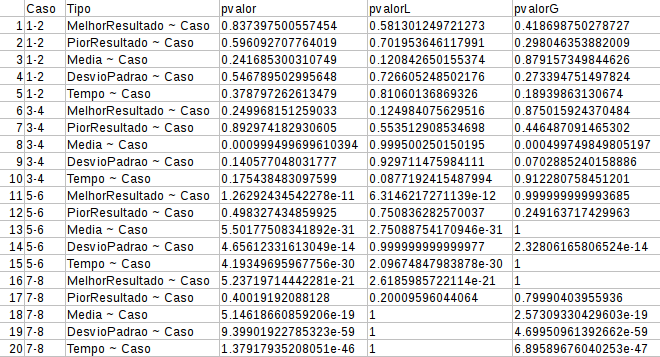 Caso Tipo pvalor pvalorL pvalorG
1 1-2 MelhorResultado ~ Caso 0.837397500557454 0.581301249721273 0.418698750278727
2 1-2 PiorResultado ~ Caso 0.596092707764019 0.701953646117991 0.298046353882009
3 1-2 Media ~ Caso 0.241685300310749 0.120842650155374 0.879157349844626
4 1-2 DesvioPadrao ~ Caso 0.546789502995648 0.726605248502176 0.273394751497824
5 1-2 Tempo ~ Caso 0.378797262613479 0.81060136869326 0.18939863130674
6 3-4 MelhorResultado ~ Caso 0.249968151259033 0.124984075629516 0.875015924370484
7 3-4 PiorResultado ~ Caso 0.892974182930605 0.553512908534698 0.446487091465302
8 3-4 Media ~ Caso 0.000999499699610394 0.999500250150195 0.000499749849805197
9 3-4 DesvioPadrao ~ Caso 0.140577048031777 0.929711475984111 0.0702885240158886
10 3-4 Tempo ~ Caso 0.175438483097599 0.0877192415487994 0.912280758451201
11 5-6 MelhorResultado ~ Caso 1.26292434542278e-11 6.3146217271139e-12 0.999999999993685
12 5-6 PiorResultado ~ Caso 0.498327434859925 0.750836282570037 0.249163717429963
13 5-6 Media ~ Caso 5.50177508341892e-31 2.75088754170946e-31 1
14 5-6 DesvioPadrao ~ Caso 4.65612331613049e-14 0.999999999999977 2.32806165806524e-14
15 5-6 Tempo ~ Caso 4.19349695967756e-30 2.09674847983878e-30 1
16 7-8 MelhorResultado ~ Caso 5.23719714442281e-21 2.6185985722114e-21 1
17 7-8 PiorResultado ~ Caso 0.40019192088128 0.20009596044064 0.79990403955936
18 7-8 Media ~ Caso 5.14618660859206e-19 1 2.57309330429603e-19
19 7-8 DesvioPadrao ~ Caso 9.39901922785323e-59 1 4.69950961392662e-59
20 7-8 Tempo ~ Caso 1.37917935208051e-46 1 6.89589676040253e-47